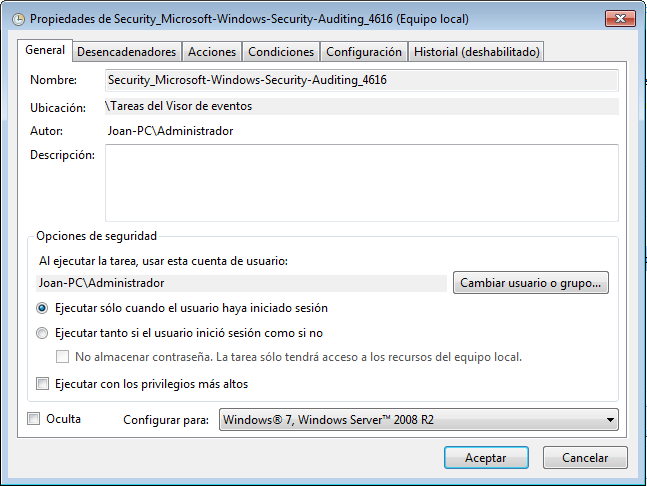 Propiedades de Security_Microsoft-Windows-Security-Auditing_4616 (Equipo local)
General Desencadenadores Acciones Condiciones Configuración Historial (deshabilitado)
Nombre: Security_Microsoft-Windows-Security-Auditing_4616
Ubicación: \Tareas del Visor de eventos
Autor: Joan-PC\Administrador
Descripción:
Opciones de seguridad
Al ejecutar la tarea, usar esta cuenta de usuario:
Joan-PC\Administrador Cambiar usuario o grupo...
Ejecutar sólo cuando el usuario haya iniciado sesión
Ejecutar tanto si el usuario inició sesión como si no
No almacenar contraseña. La tarea sólo tendrá acceso a los recursos del equipo local.
Ejecutar con los privilegios más altos
Oculta Configurar para: Windows® 7, Windows Server™ 2008 R2
Aceptar Cancelar